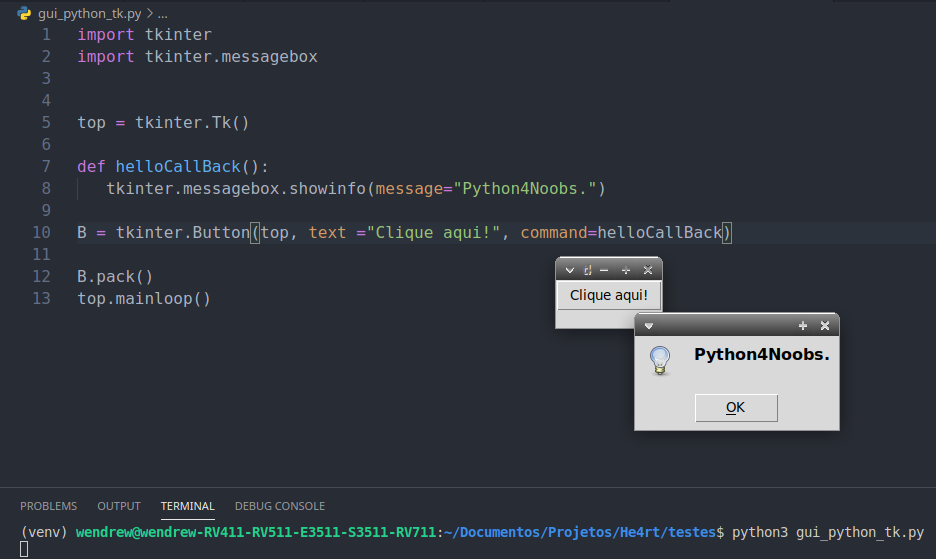 gui_python_tk.py > ...
1 import tkinter
2 import tkinter.messagebox
3
4
5 top = tkinter.Tk()
6
7 def helloCallBack():
8 tkinter.messagebox.showinfo(message="Python4Noobs.")
9
10 B = tkinter.Button(top, text ="Clique aqui!", command=helloCallBack)
11
12 B.pack()
13 top.mainloop()
Clique aqui!
Python4Noobs.
OK
PROBLEMS OUTPUT TERMINAL DEBUG CONSOLE
(venv) wendrew@wendrew-RV411-RV511-E3511-S3511-RV711:~/Documentos/Projetos/He4rt/testes$ python3 gui_python_tk.py